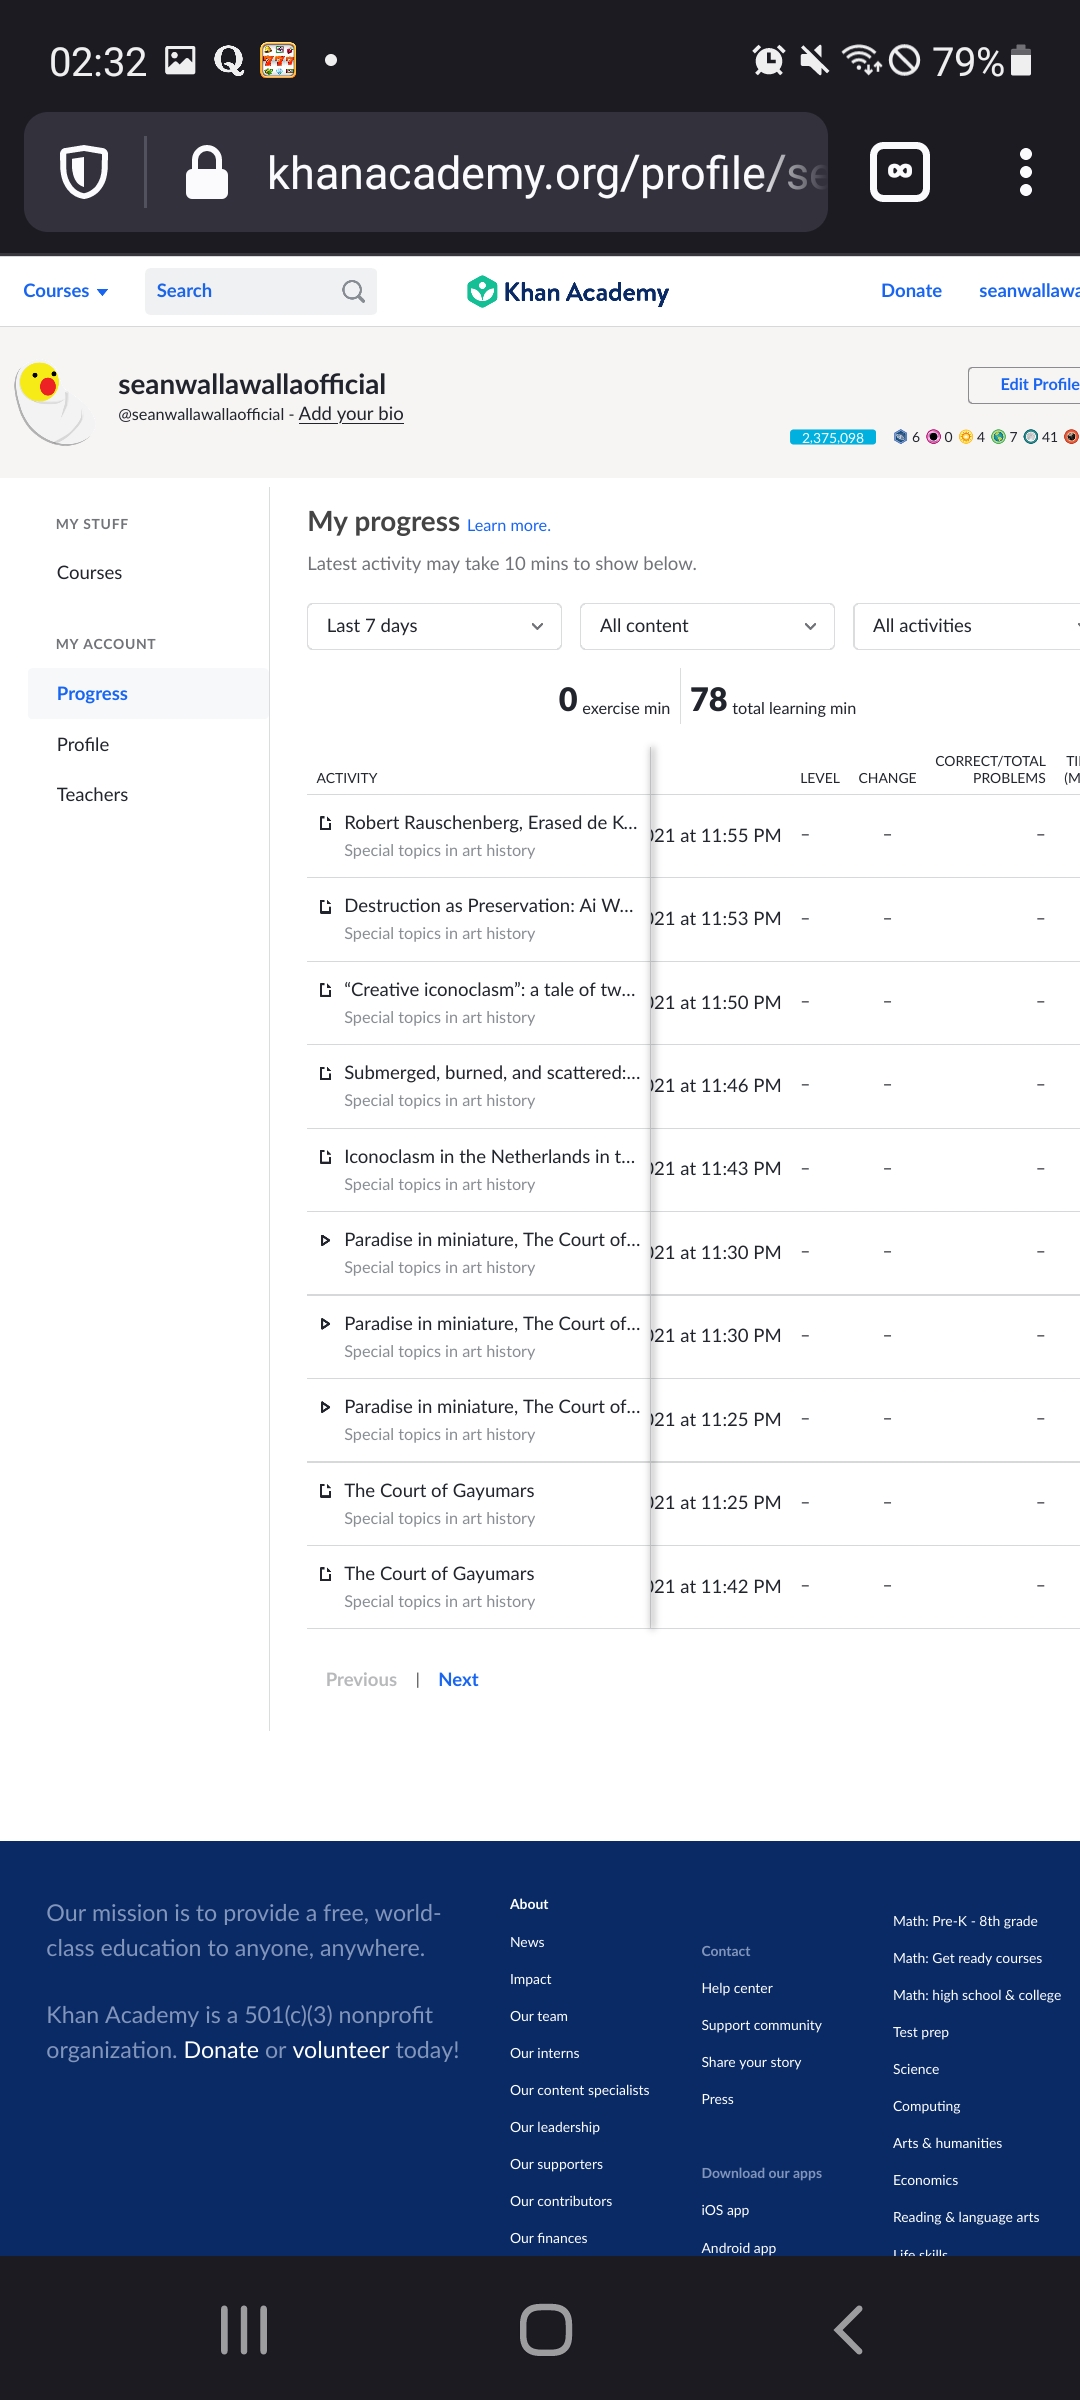 02:32
79%
khanacademy.org/profile/se
Courses
Search
Khan Academy
Donate
seanwallawa
seanwallawallaofficial
@seanwallawallaofficial - Add your bio
Edit Profile
2,375,098
6 0 4 7 41
MY STUFF
Courses
MY ACCOUNT
Progress
Profile
Teachers
My progress Learn more.
Latest activity may take 10 mins to show below.
Last 7 days
All content
All activities
0 exercise min
78 total learning min
ACTIVITY LEVEL CHANGE CORRECT/TOTAL PROBLEMS
Robert Rauschenberg, Erased de K... 021 at 11:55 PM – – –
Special topics in art history
Destruction as Preservation: Ai W... 021 at 11:53 PM – – –
Special topics in art history
“Creative iconoclasm”: a tale of tw... 021 at 11:50 PM – – –
Special topics in art history
Submerged, burned, and scattered:... 021 at 11:46 PM – – –
Special topics in art history
Iconoclasm in the Netherlands in t... 021 at 11:43 PM – – –
Special topics in art history
Paradise in miniature, The Court of... 021 at 11:30 PM – – –
Special topics in art history
Paradise in miniature, The Court of... 021 at 11:30 PM – – –
Special topics in art history
Paradise in miniature, The Court of... 021 at 11:25 PM – – –
Special topics in art history
The Court of Gayumars 021 at 11:25 PM – – –
Special topics in art history
The Court of Gayumars 021 at 11:42 PM – – –
Special topics in art history
Previous | Next
Our mission is to provide a free, world-
class education to anyone, anywhere.
Khan Academy is a 501(c)(3) nonprofit
organization. Donate or volunteer today!
About
News
Impact
Our team
Our interns
Our content specialists
Our leadership
Our supporters
Our contributors
Our finances
Contact
Help center
Support community
Share your story
Press
Download our apps
iOS app
Android app
Math: Pre-K - 8th grade
Math: Get ready courses
Math: high school & college
Test prep
Science
Computing
Arts & humanities
Economics
Reading & language arts
Life skills